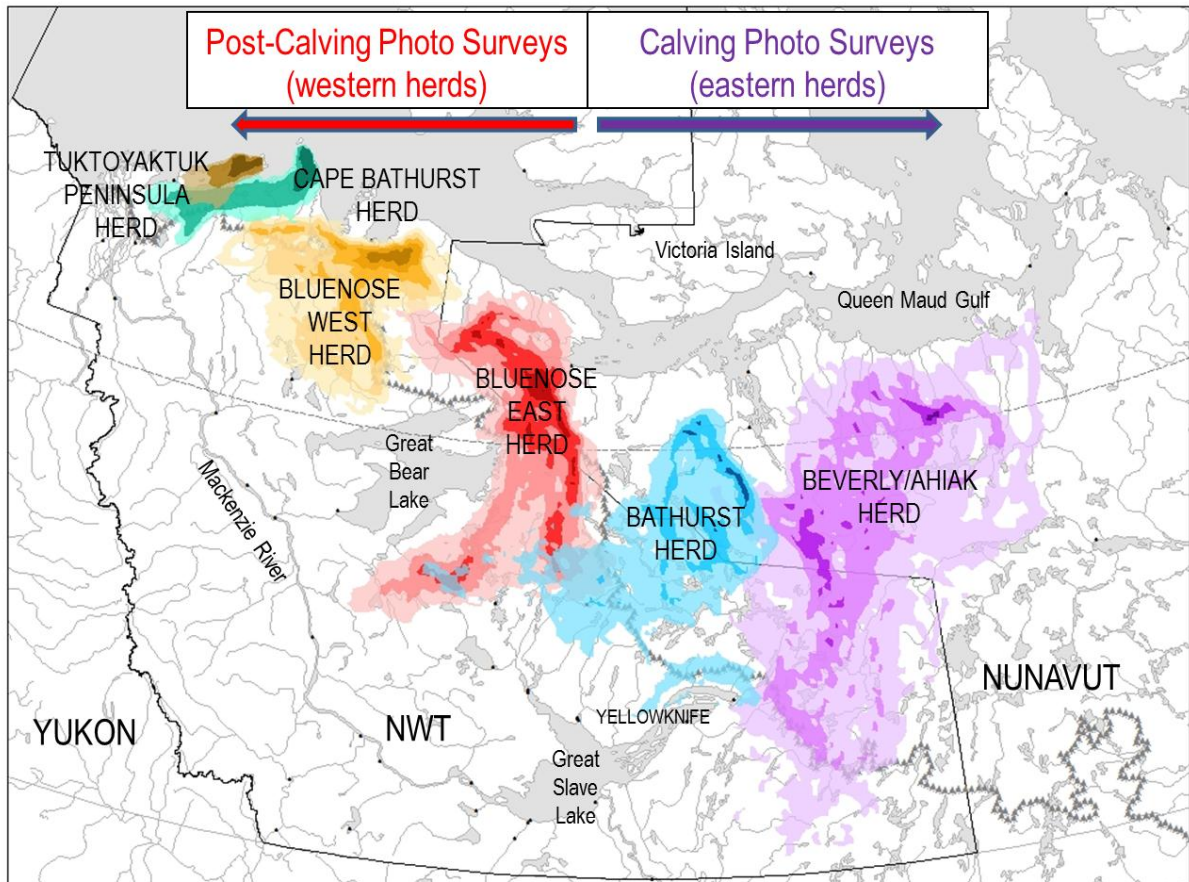 Post-Calving Photo Surveys
(western herds)
Calving Photo Surveys
(eastern herds)
TUKTOYAKTUK
PENINSULA
HERD
CAPE BATHURST
HERD
Victoria Island
BLUENOSE
WEST
HERD
Queen Maud Gulf
BLUENOSE
EAST
HERD
Great
Bear
Lake
Mackenzie River
BATHURST
HERD
BEVERLY/AHIAK
HERD
YUKON
NWT
YELLOWKNIFE
NUNAVUT
Great
Slave
Lake